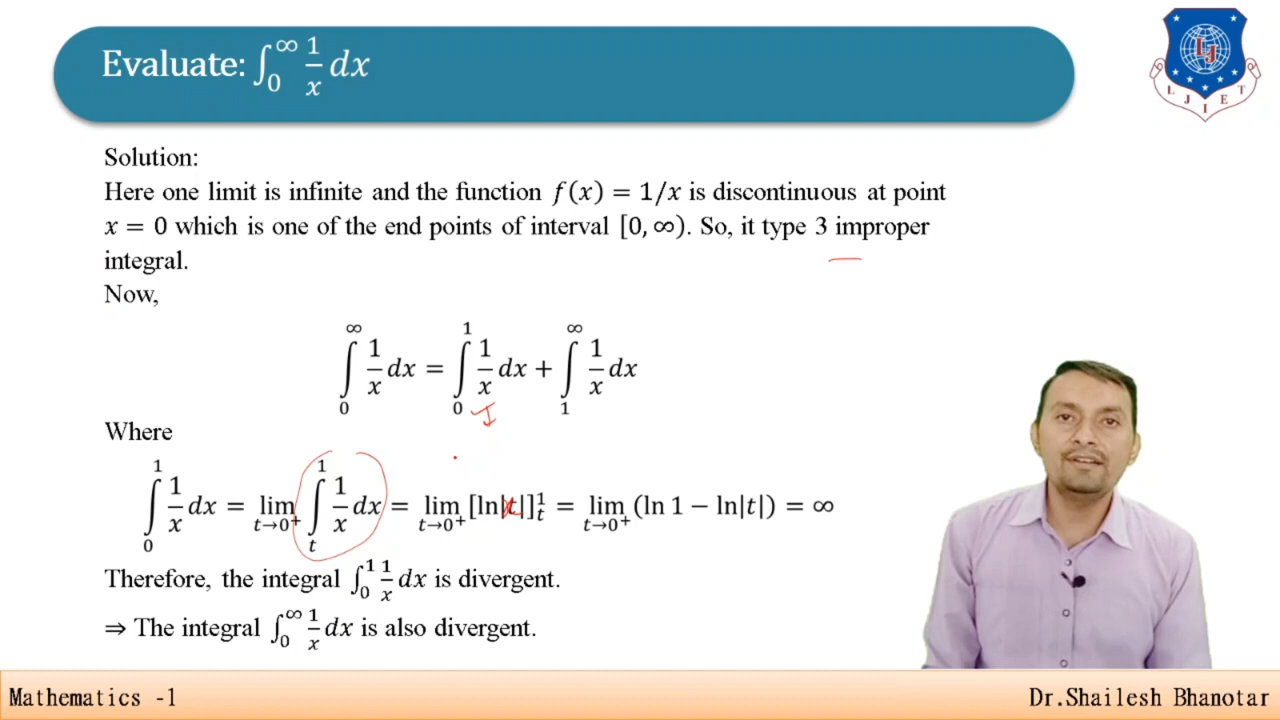 Evaluate: ∫₀^∞ 1/x dx
L J
L J I E T
Solution:
Here one limit is infinite and the function f(x) = 1/x is discontinuous at point
x = 0 which is one of the end points of interval [0, ∞). So, it type 3 improper
integral.
Now,
∫₀^∞ 1/x dx = ∫₀^1 1/x dx + ∫₁^∞ 1/x dx
I
Where
∫₀^1 1/x dx = lim t→0⁺ ∫ₜ^1 1/x dx = lim t→0⁺ [ln|t|]ₜ^1 = lim t→0⁺ (ln 1 − ln|t|) = ∞
x
Therefore, the integral ∫₀^1 1/x dx is divergent.
⇒ The integral ∫₀^∞ 1/x dx is also divergent.
Mathematics -1
Dr.Shailesh Bhanotar